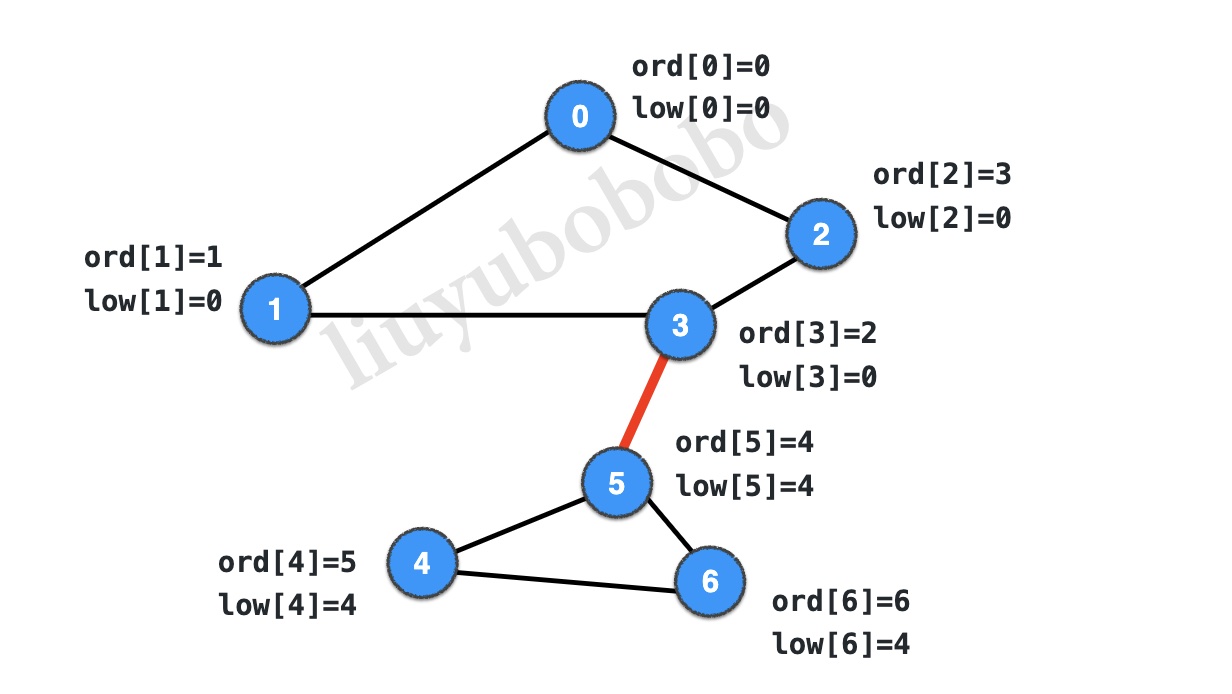 ord[0]=0
low[0]=0
0
ord[2]=3
low[2]=0
2
ord[1]=1
low[1]=0
1
3
ord[3]=2
low[3]=0
liuyubobobo
5
ord[5]=4
low[5]=4
ord[4]=5
low[4]=4
4
6
ord[6]=6
low[6]=4